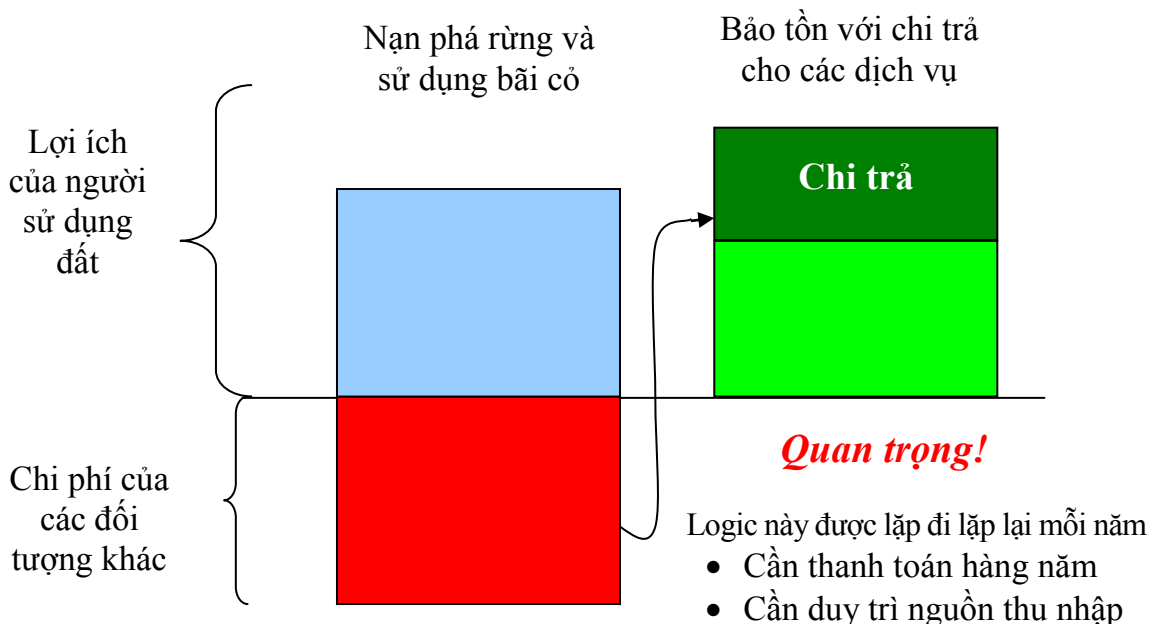 Nạn phá rừng và
sử dụng bãi cỏ
Bảo tồn với chi trả
cho các dịch vụ
Lợi ích
của người
sử dụng
đất
Chi trả
Chi phí của
các đối
tượng khác
Quan trọng!
Logic này được lặp đi lặp lại mỗi năm
• Cần thanh toán hàng năm
• Cần duy trì nguồn thu nhập